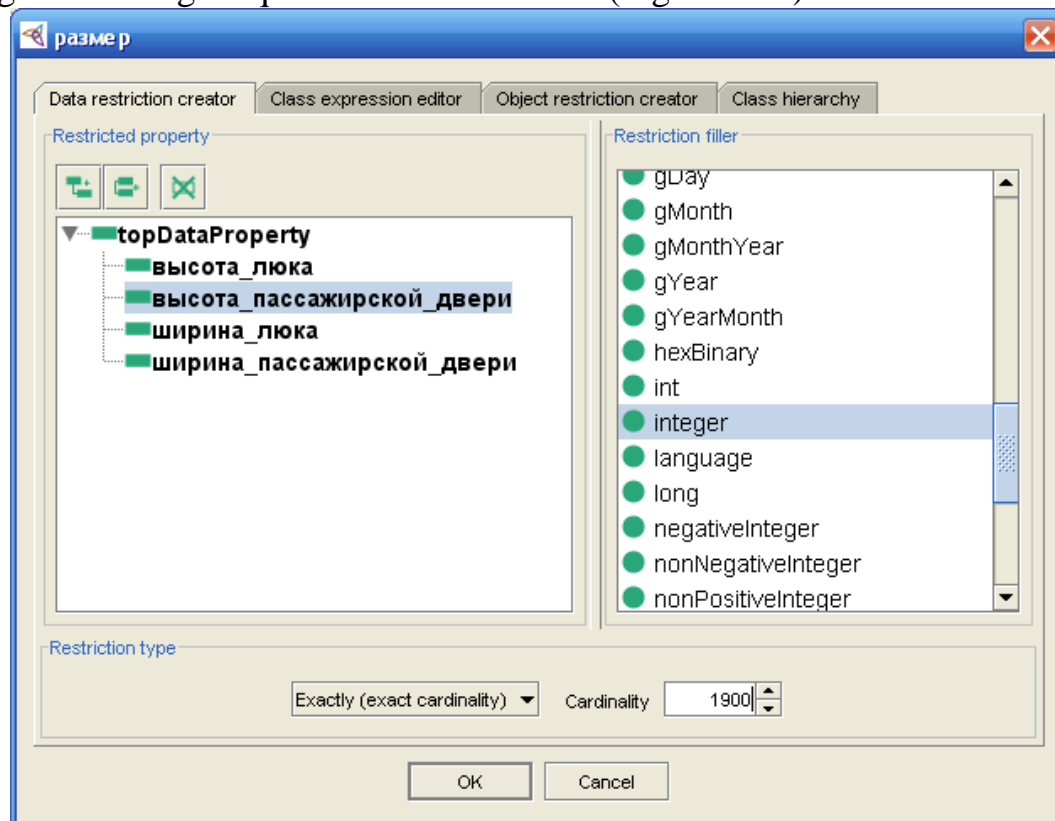 размер
Data restriction creator
Class expression editor
Object restriction creator
Class hierarchy
Restricted property
topDataProperty
высота_люка
высота_пассажирской_двери
ширина_люка
ширина_пассажирской_двери
Restriction filler
gDay
gMonth
gMonthYear
gYear
gYearMonth
hexBinary
int
integer
language
long
negativeInteger
nonNegativeInteger
nonPositiveInteger
Restriction type
Exactly (exact cardinality)
Cardinality
1900
OK
Cancel